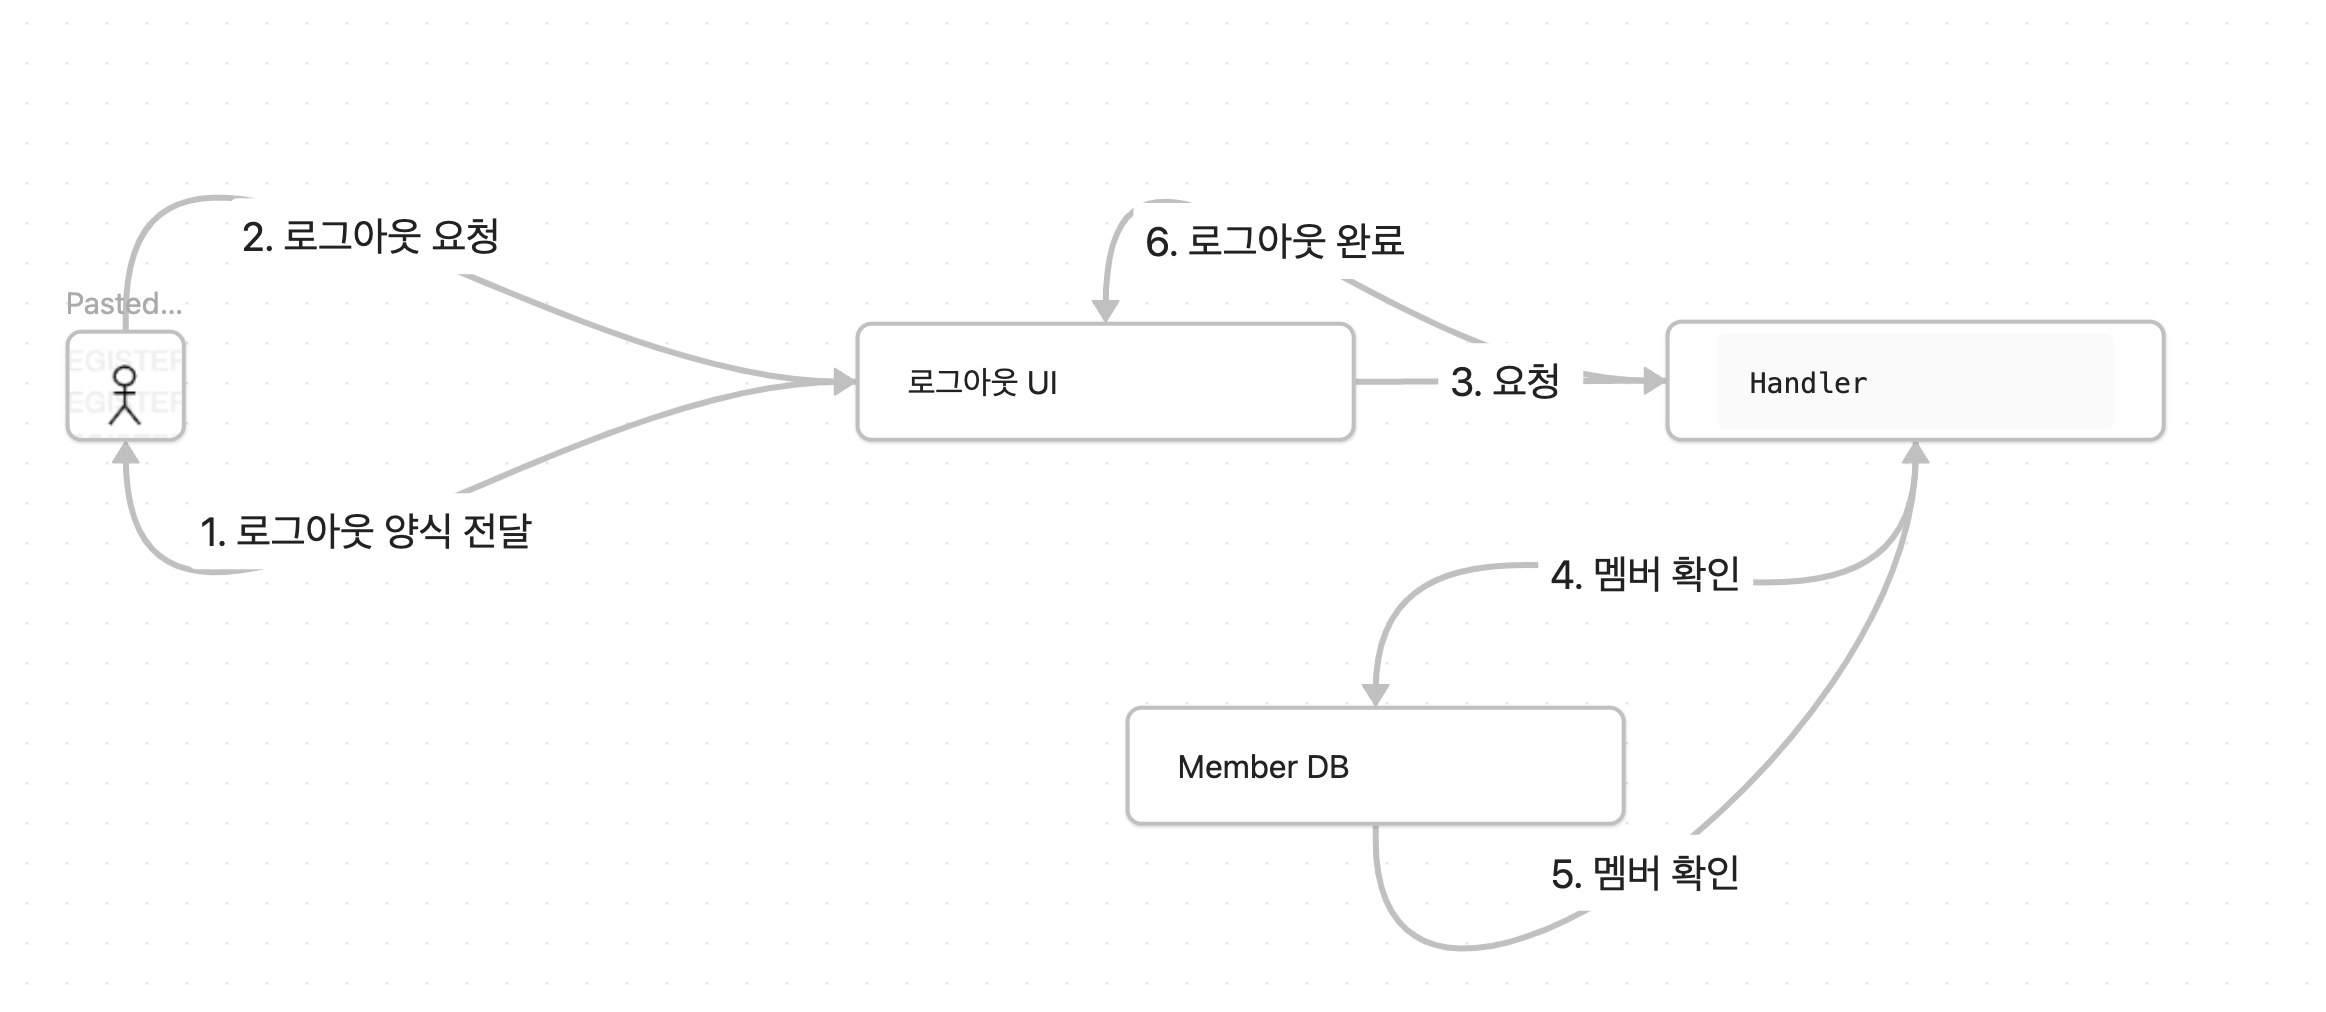 2. 로그아웃 요청
6. 로그아웃 완료
Pasted...
EGISTER
EGISTER
로그아웃 UI
3. 요청
Handler
1. 로그아웃 양식 전달
4. 멤버 확인
Member DB
5. 멤버 확인